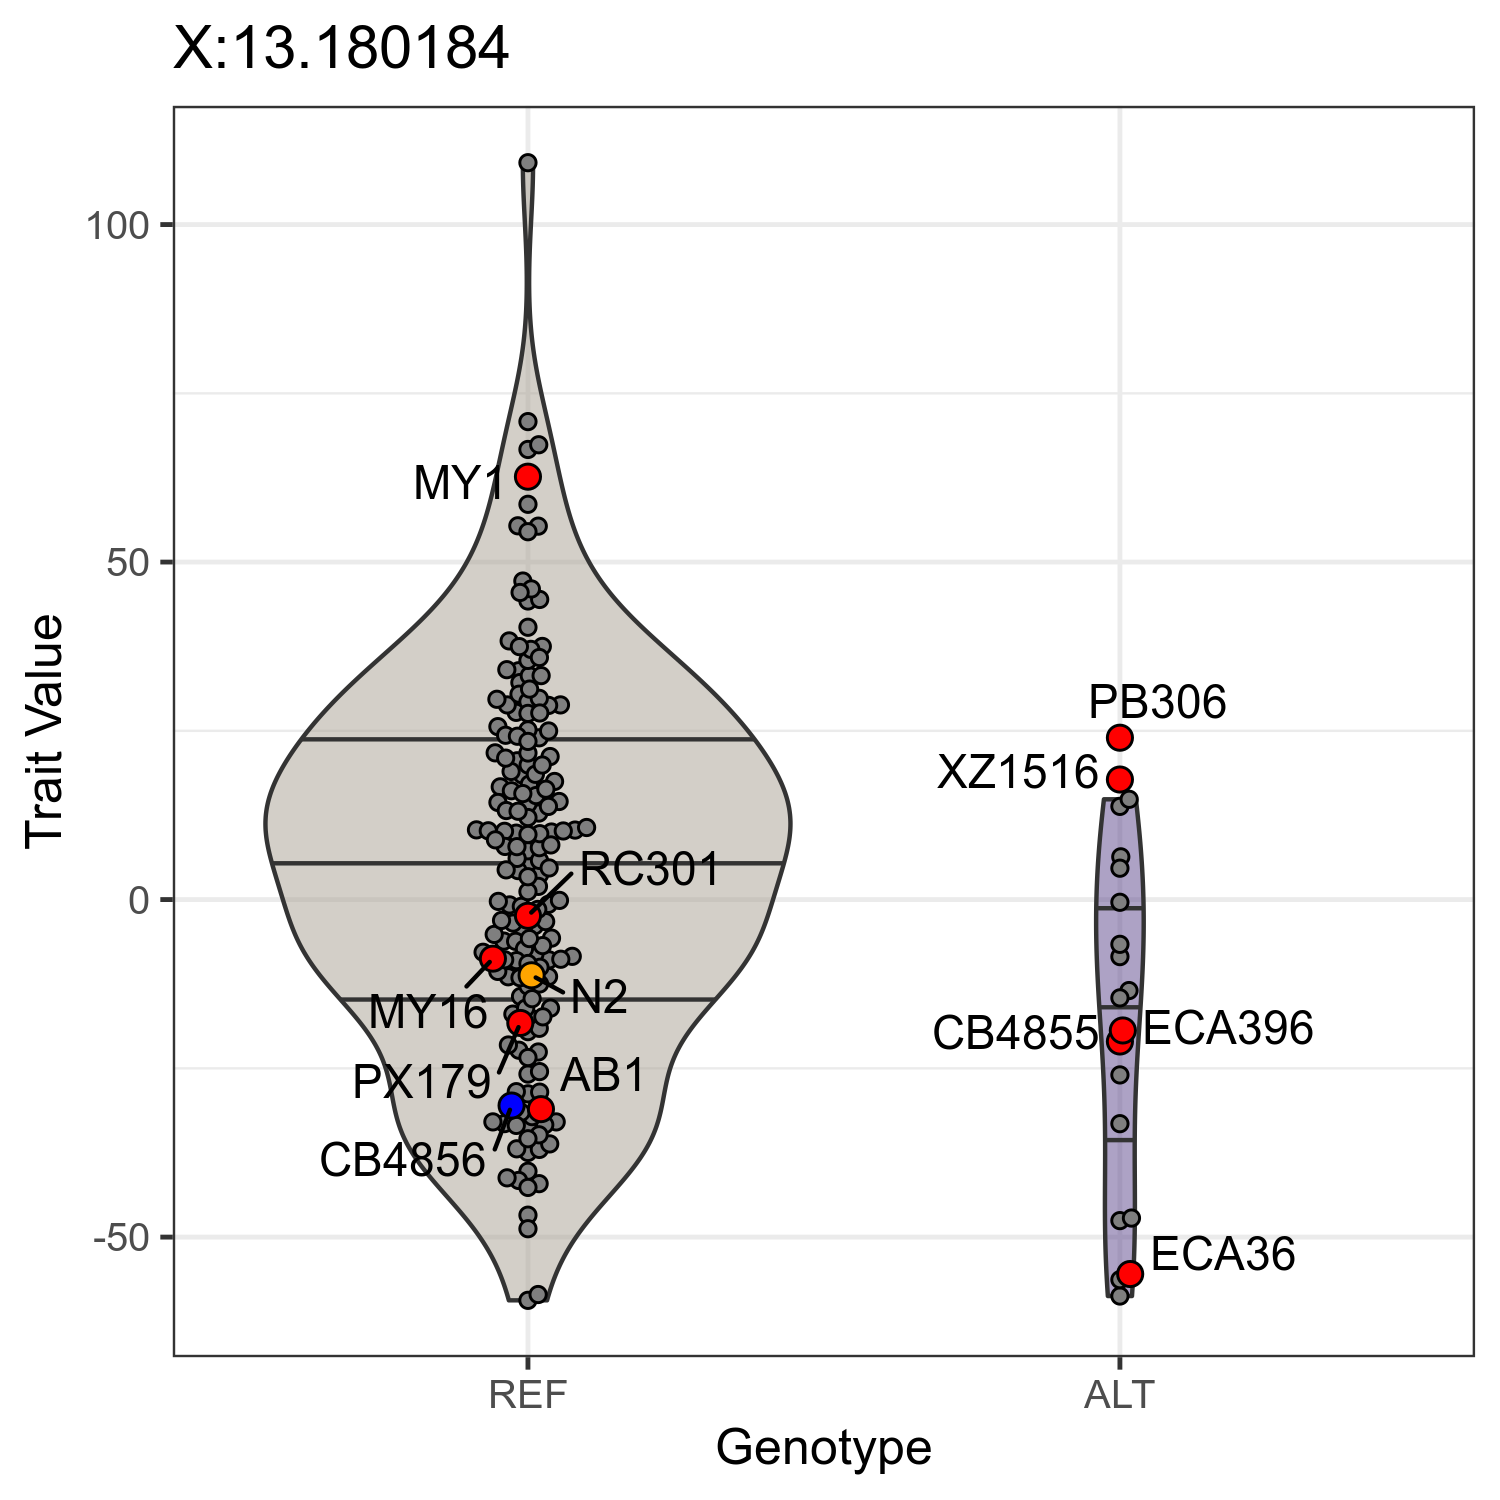 X:13.180184
Trait Value
100
50
0
-50
MY1
RC301
MY16
N2
PX179
AB1
CB4856
PB306
XZ1516
CB4855
ECA396
ECA36
REF
ALT
Genotype